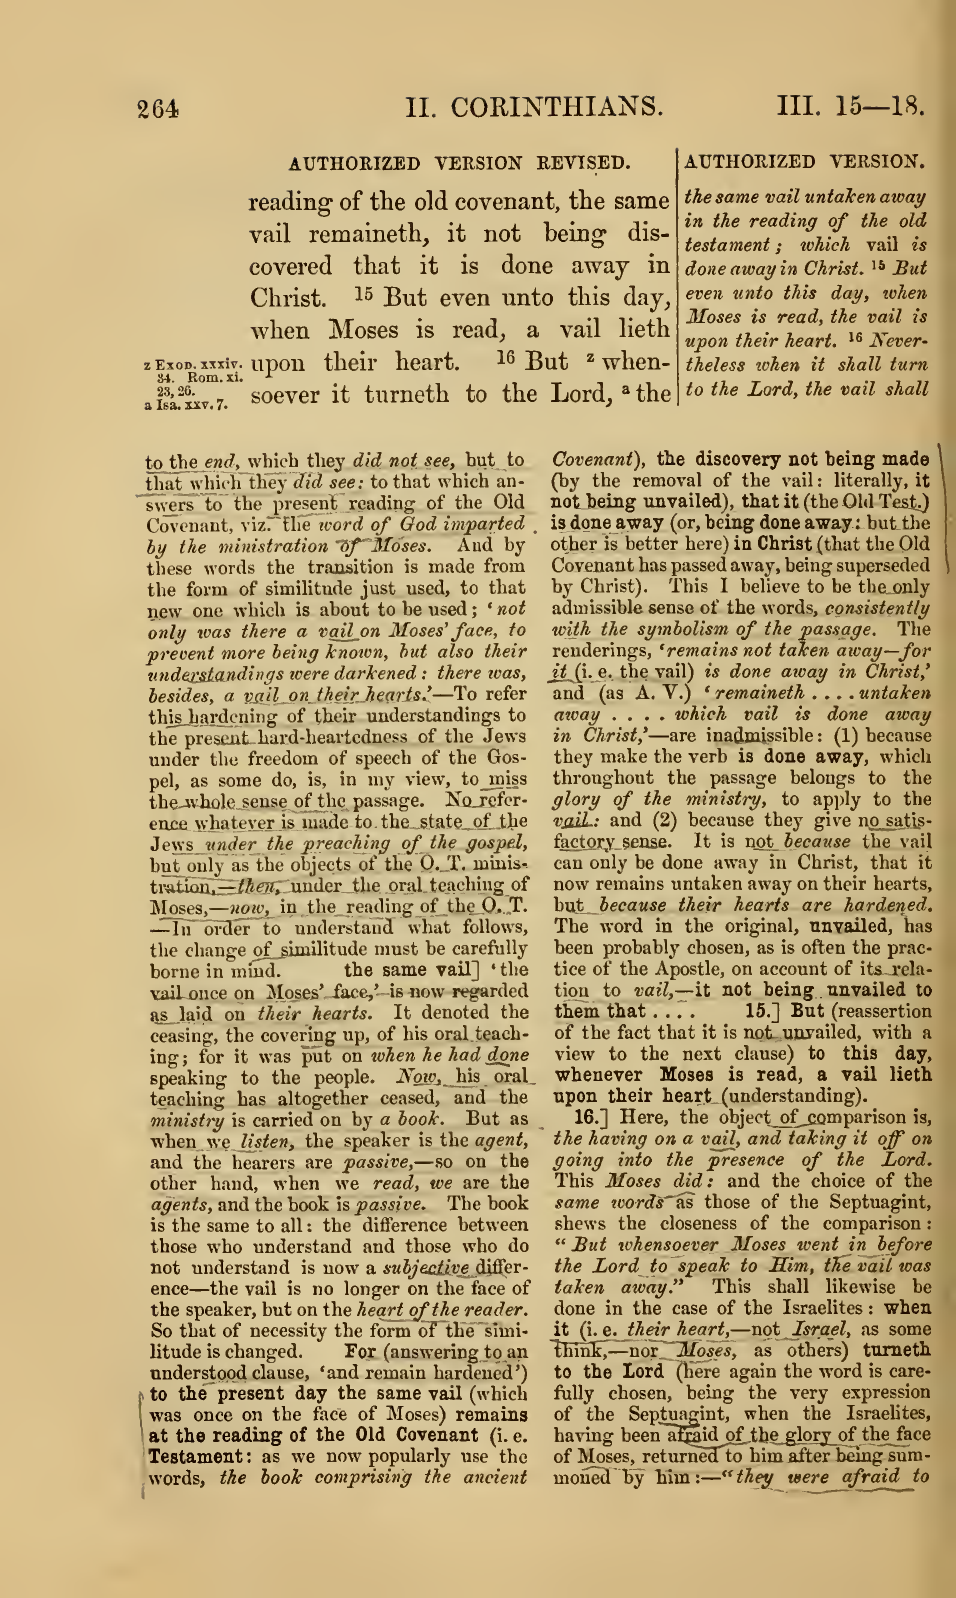 264
II. CORINTHIANS.
III. 15—18.
AUTHORIZED VERSION REVISED.
reading of the old covenant, the same
vail remaineth, it not being dis-
covered that it is done away in
Christ. 15 But even unto this day,
when Moses is read, a vail lieth
upon their heart. 16 But z when-
soever it turneth to the Lord, a the
z EXOD. xxxiv.
34. Rom. xi.
23, 26.
a Isa. xxv. 7.
AUTHORIZED VERSION.
the same vail untaken away
in the reading of the old
testament; which vail is
done away in Christ. 15 But
even unto this day, when
Moses is read, the vail is
upon their heart. 16 Never-
theless when it shall turn
to the Lord, the vail shall
to the end, which they did not see, but to
that which they did see: to that which an-
swers to the present reading of the Old
Covenant, viz. the word of God imparted
by the ministration of Moses. And by
these words the transition is made from
the form of similitude just used, to that
new one which is about to be used; ‘not
only was there a vail on Moses’ face, to
prevent more being known, but also their
understandings were darkened: there was,
besides, a vail on their hearts.’—To refer
this hardening of their understandings to
the present hard-heartedness of the Jews
under the freedom of speech of the Gos-
pel, as some do, is, in my view, to miss
the whole sense of the passage. No refer-
ence whatever is made to the state of the
Jews under the preaching of the gospel,
but only as the objects of the O. T. minis-
tration,—then, under the oral teaching of
Moses,—now, in the reading of the O. T.
—In order to understand what follows,
the change of similitude must be carefully
borne in mind. the same vail] ‘the
vail once on Moses’ face,’ is now regarded
as laid on their hearts. It denoted the
ceasing, the covering up, of his oral teach-
ing; for it was put on when he had done
speaking to the people. Now, his oral
teaching has altogether ceased, and the
ministry is carried on by a book. But as
when we listen, the speaker is the agent,
and the hearers are passive,—so on the
other hand, when we read, we are the
agents, and the book is passive. The book
is the same to all: the difference between
those who understand and those who do
not understand is now a subjective differ-
ence—the vail is no longer on the face of
the speaker, but on the heart of the reader.
So that of necessity the form of the simi-
litude is changed. For (answering to an
understood clause, ‘and remain hardened’)
to the present day the same vail (which
was once on the face of Moses) remains
at the reading of the Old Covenant (i. e.
Testament: as we now popularly use the
words, the book comprising the ancient
Covenant), the discovery not being made
(by the removal of the vail: literally, it
not being unvailed), that it (the Old Test.)
is done away (or, being done away: but the
other is better here) in Christ (that the Old
Covenant has passed away, being superseded
by Christ). This I believe to be the only
admissible sense of the words, consistently
with the symbolism of the passage. The
renderings, ‘remains not taken away—for
it (i. e. the vail) is done away in Christ,’
and (as A. V.) ‘remaineth . . . . untaken
away . . . . which vail is done away
in Christ,’—are inadmissible: (1) because
they make the verb is done away, which
throughout the passage belongs to the
glory of the ministry, to apply to the
vail: and (2) because they give no satis-
factory sense. It is not because the vail
can only be done away in Christ, that it
now remains untaken away on their hearts,
but because their hearts are hardened.
The word in the original, unvailed, has
been probably chosen, as is often the prac-
tice of the Apostle, on account of its rela-
tion to vail,—it not being unvailed to
them that . . . . 15.] But (reassertion
of the fact that it is not unvailed, with a
view to the next clause) to this day,
whenever Moses is read, a vail lieth
upon their heart (understanding).
16.] Here, the object of comparison is,
the having on a vail, and taking it off on
going into the presence of the Lord.
This Moses did: and the choice of the
same words as those of the Septuagint,
shews the closeness of the comparison:
“But whensoever Moses went in before
the Lord to speak to Him, the vail was
taken away.” This shall likewise be
done in the case of the Israelites: when
it (i. e. their heart,—not Israel, as some
think,—nor Moses, as others) turneth
to the Lord (here again the word is care-
fully chosen, being the very expression
of the Septuagint, when the Israelites,
having been afraid of the glory of the face
of Moses, returned to him after being sum-
moned by him:—“they were afraid to